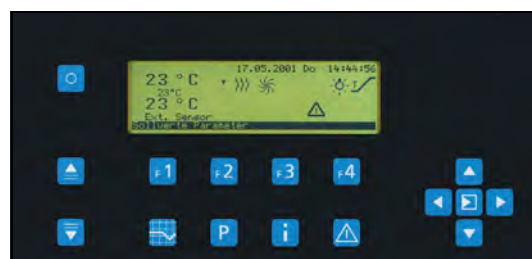 17.05.2001 Do 14:44:56
23 °C
23°C
23 °C
Ext. Sensor
Sollwerte Parameter
F1 F2 F3 F4
P i